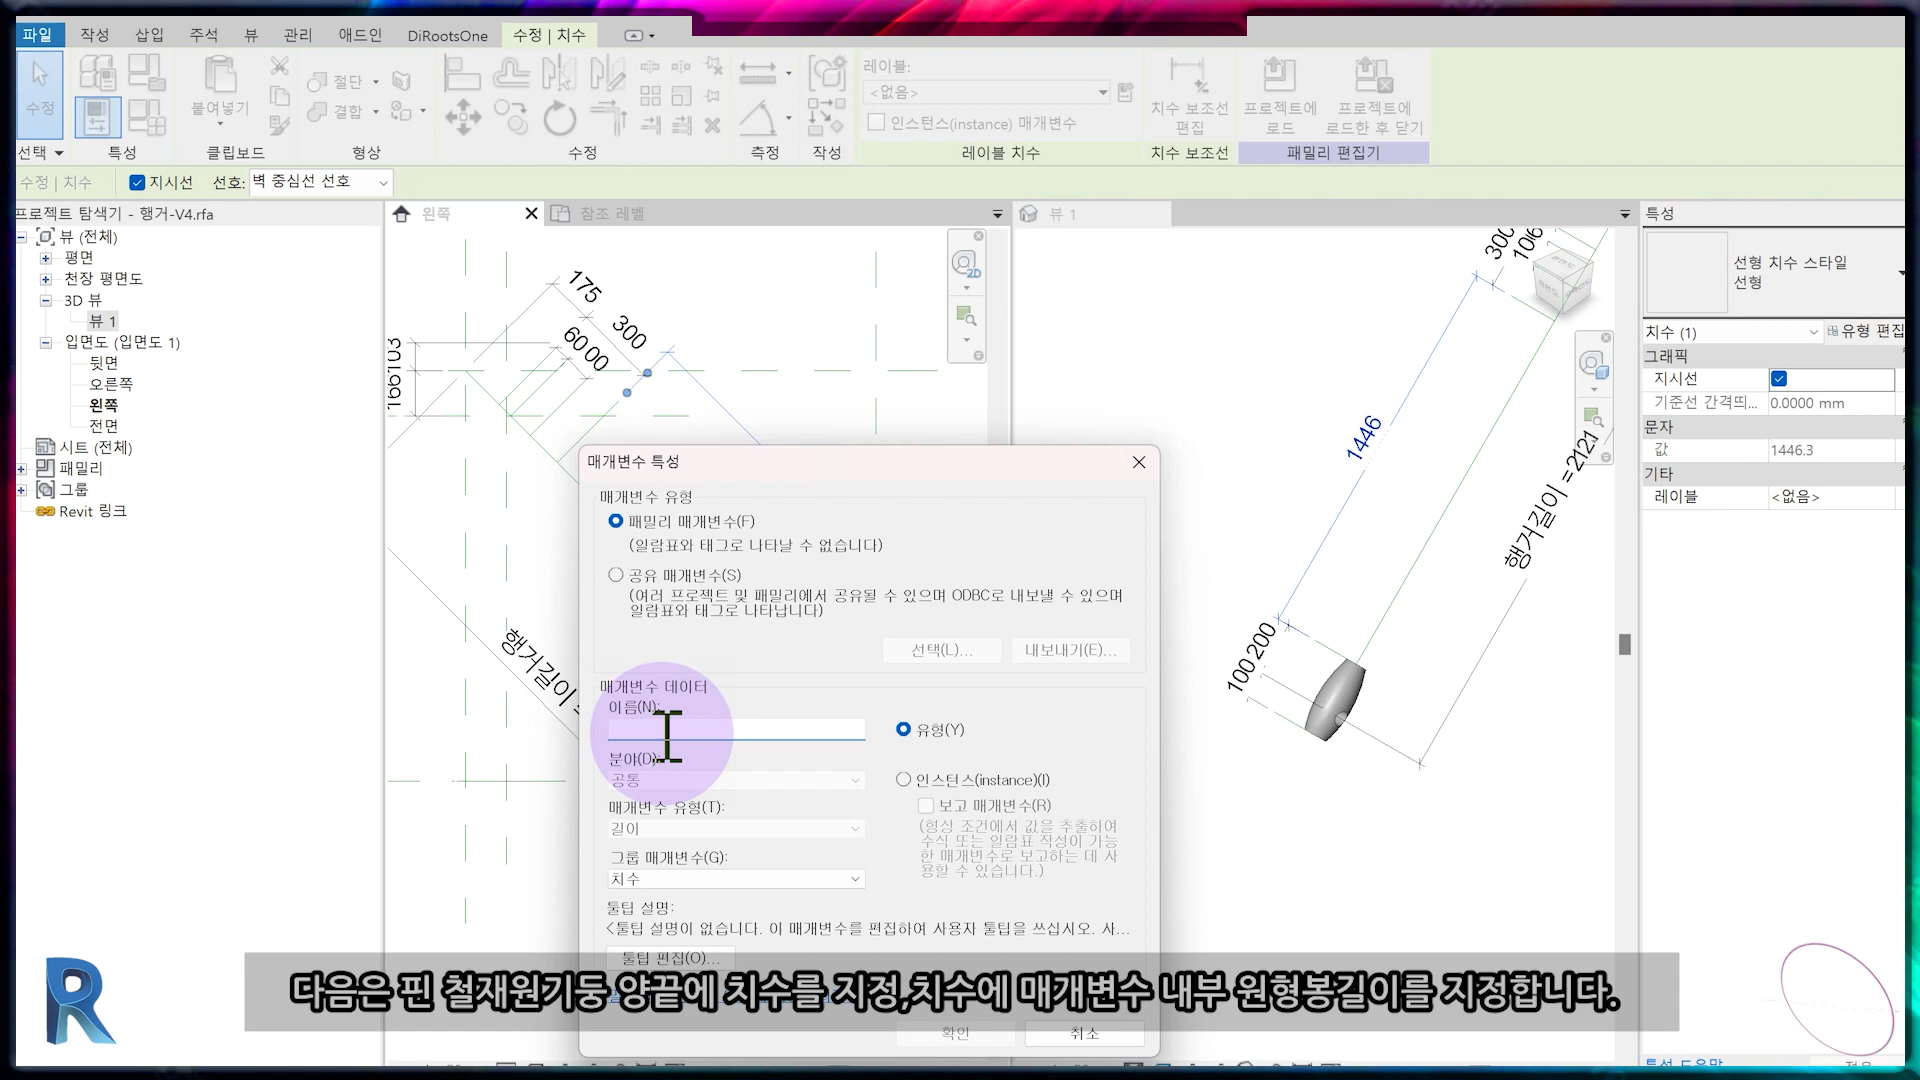 파일 작성 삽입 주석 뷰 관리 애드인 DiRootsOne 수정 | 치수
수정
붙여넣기
절단
결합
레이블:
<없음>
인스턴스(instance) 매개변수
치수 보조선
편집
프로젝트에
로드
프로젝트에
로드한 후 닫기
선택 특성 클립보드 형상 수정 측정 작성 레이블 치수 치수 보조선 패밀리 편집기
수정 | 치수 지시선 선호: 벽 중심선 선호
프로젝트 탐색기 - 행거-V4.rfa
뷰 (전체)
평면
천장 평면도
3D 뷰
뷰 1
입면도 (입면도 1)
뒷면
오른쪽
왼쪽
전면
시트 (전체)
패밀리
그룹
Revit 링크
왼쪽
참조 레벨
175
300
6000
166103
2D
행거길이 =
뷰 1
300
106
1446
행거길이 =2121
200
100
특성
선형 치수 스타일
선형
치수 (1)
유형 편집
그래픽
지시선
기준선 간격띄... 0.0000 mm
문자
값 1446.3
기타
레이블 <없음>
매개변수 특성
매개변수 유형
패밀리 매개변수(F)
(일람표와 태그로 나타날 수 없습니다)
공유 매개변수(S)
(여러 프로젝트 및 패밀리에서 공유될 수 있으며 ODBC로 내보낼 수 있으며
일람표와 태그로 나타납니다)
선택(L)... 내보내기(E)...
매개변수 데이터
이름(N):
유형(Y)
분야(D):
공통
인스턴스(instance)(I)
매개변수 유형(T):
길이
보고 매개변수(R)
(형상 조건에서 값을 추출하여
수식 또는 일람표 작성이 가능
한 매개변수로 보고하는 데 사
용할 수 있습니다.)
그룹 매개변수(G):
치수
툴팁 설명:
<툴팁 설명이 없습니다. 이 매개변수를 편집하여 사용자 툴팁을 쓰십시오. 사...
툴팁 편집(O)...
다음은 핀 철재원기둥 양끝에 치수를 지정,치수에 매개변수 내부 원형봉길이를 지정합니다.
확인 취소
R